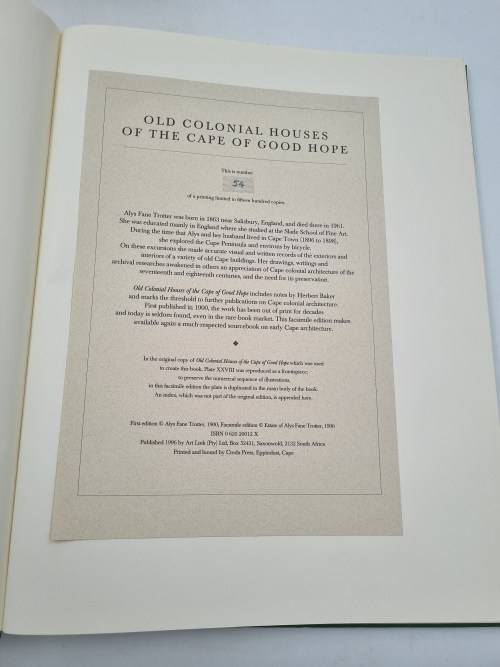 OLD COLONIAL HOUSES
OF THE CAPE OF GOOD HOPE
This is number
54
of a printing limited to fifteen hundred copies
Alys Fane Trotter was born in 1863 near Salisbury, England, and died there in 1961.
She was educated mainly in England where she studied at the Slade School of Fine Art.
During the time that Alys and her husband lived in Cape Town (1896 to 1898),
she explored the Cape Peninsula and environs by bicycle.
On these excursions she made accurate visual and written records of the exteriors and
interiors of a variety of old Cape buildings. Her drawings, writings and
archival researches awakened in others an appreciation of Cape colonial architecture of the
seventeenth and eighteenth centuries, and the need for its preservation.
Old Colonial Houses of the Cape of Good Hope includes notes by Herbert Baker
and marks the threshold to further publications on Cape colonial architecture.
First published in 1900, the work has been out of print for decades
and today is seldom found, even in the rare-book market. This facsimile edition makes
available again a much-respected sourcebook on early Cape architecture.
In the original copy of Old Colonial Houses of the Cape of Good Hope which was used
to create this book, Plate XXVIII was reproduced as a frontispiece;
to preserve the numerical sequence of illustrations,
in this facsimile edition the plate is duplicated in the main body of the book.
An index, which was not part of the original edition, is appended here.
First edition © Alys Fane Trotter, 1900; Facsimile edition © Estate of Alys Fane Trotter, 1996
ISBN 0 620 20012 X
Published 1996 by Art Link (Pty) Ltd, Box 52431, Saxonwold, 2132 South Africa
Printed and bound by Creda Press, Eppindust, Cape